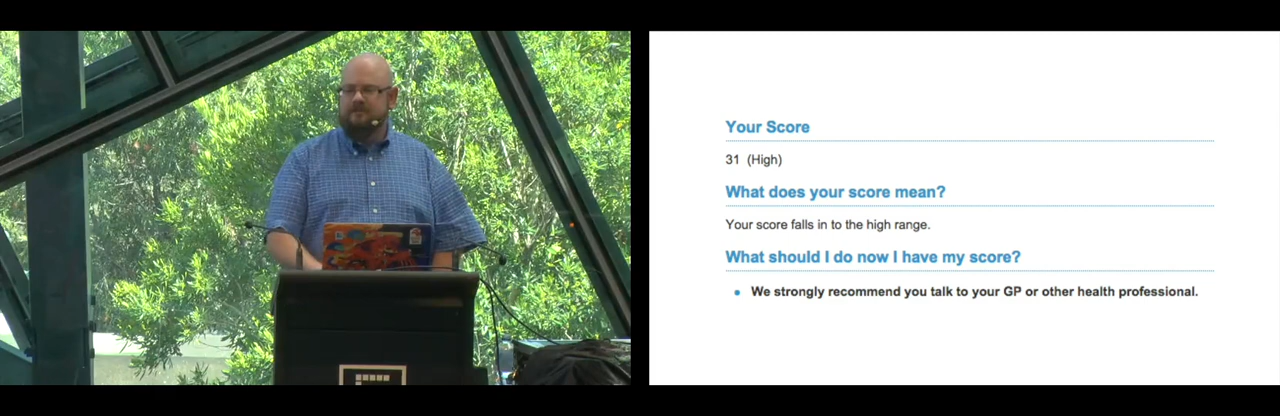 Your Score
31 (High)
What does your score mean?
Your score falls in to the high range.
What should I do now I have my score?
We strongly recommend you talk to your GP or other health professional.